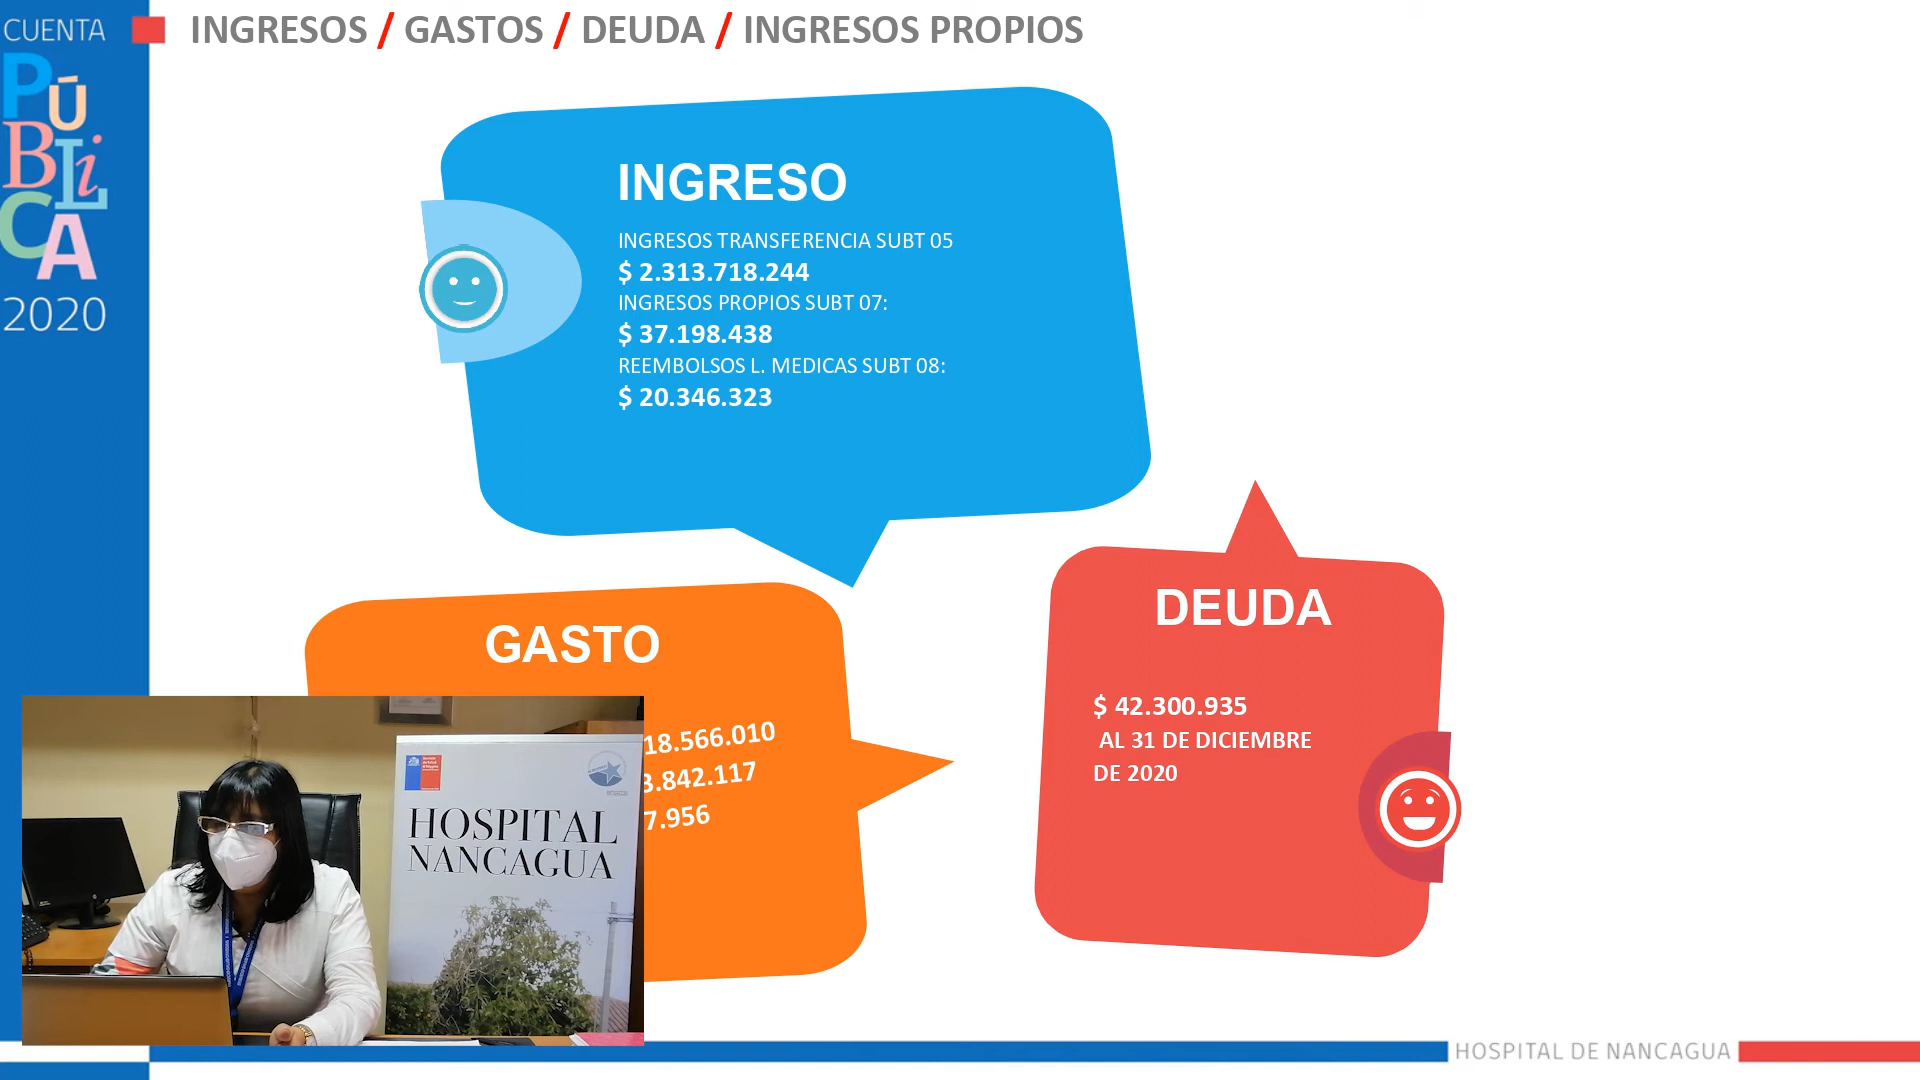 CUENTA
PÚBLiCA
2020
INGRESOS / GASTOS / DEUDA / INGRESOS PROPIOS
INGRESO
INGRESOS TRANSFERENCIA SUBT 05
$ 2.313.718.244
INGRESOS PROPIOS SUBT 07:
$ 37.198.438
REEMBOLSOS L. MEDICAS SUBT 08:
$ 20.346.323
GASTO
18.566.010
3.842.117
7.956
DEUDA
$ 42.300.935
AL 31 DE DICIEMBRE
DE 2020
HOSPITAL
NANCAGUA
HOSPITAL DE NANCAGUA